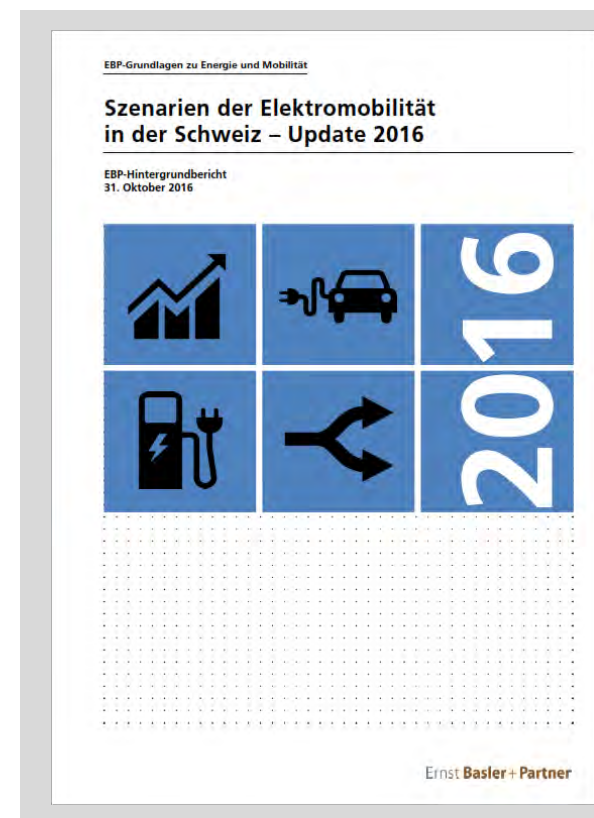 EBP-Grundlagen zu Energie und Mobilität
Szenarien der Elektromobilität
in der Schweiz – Update 2016
EBP-Hintergrundbericht
31. Oktober 2016
2016
Ernst Basler + Partner